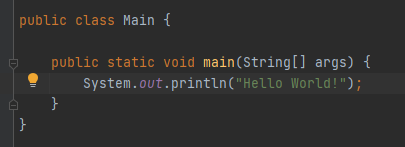 public class Main {
public static void main(String[] args) {
System.out.println("Hello World!");
}
}